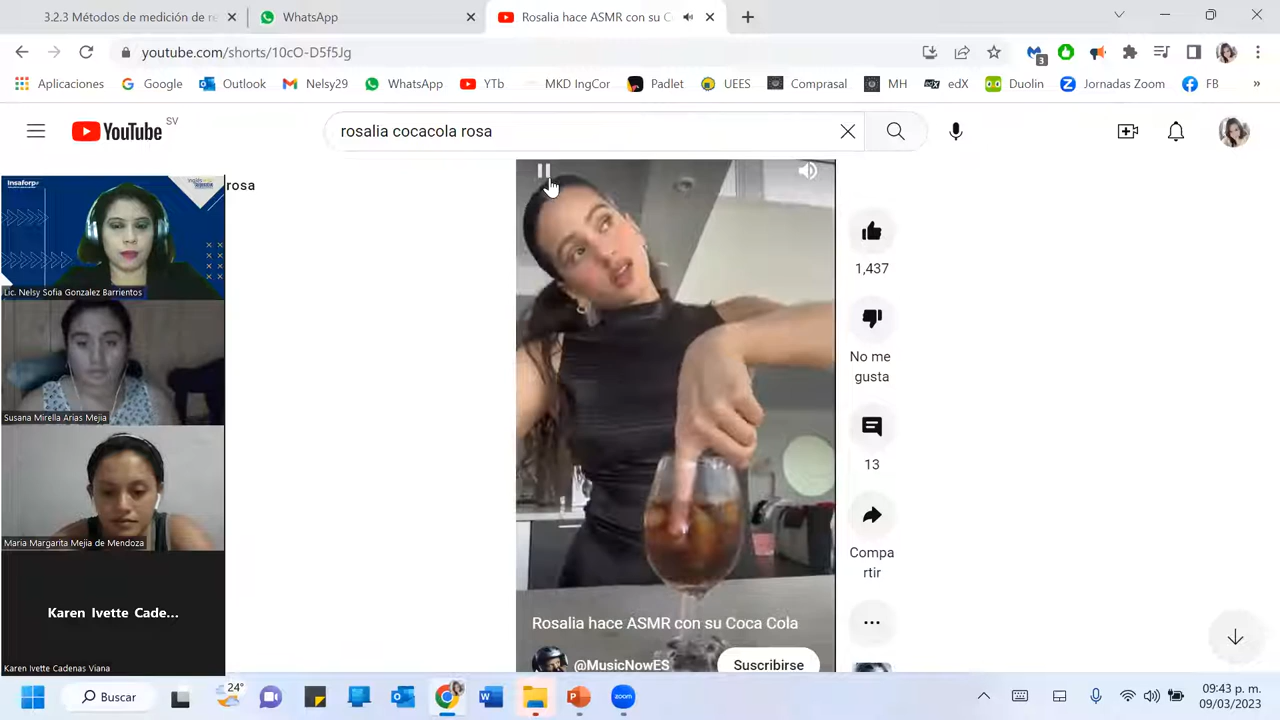 3.2.3 Métodos de medición de re
WhatsApp
Rosalia hace ASMR con su C
youtube.com/shorts/10cO-D5f5Jg
3
Aplicaciones
Google
Outlook
WhatsApp
YTb
MKD IngCor
Padlet
UEES
Comprasal
MH
edX
Duolin
Jornadas Zoom
FB
»
YouTube SV
rosalia cocacola rosa
rosa
Insaforp
Lic. Nelsy Sofia Gonzalez Barrientos
Susana Mirella Arias Mejia
Maria Margarita Mejia de Mendoza
Karen Ivette Cade...
Karen Ivette Cadenas Viana
1,437
No me
gusta
13
Compa
rtir
Rosalia hace ASMR con su Coca Cola
@MusicNowES
Suscribirse
24°
Buscar
09:43 p. m.
09/03/2023